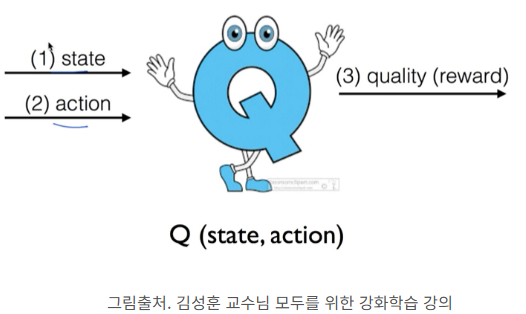 (1) state
(2) action
Q
(3) quality (reward)
Q (state, action)
그림출처. 김성훈 교수님 모두를 위한 강화학습 강의